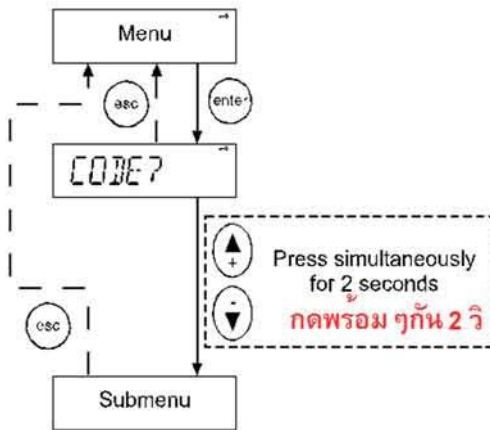 Menu
esc
enter
CODE?
▲
+
Press simultaneously
for 2 seconds
-
▼
กดพร้อม ๆกัน 2 วิ
esc
Submenu